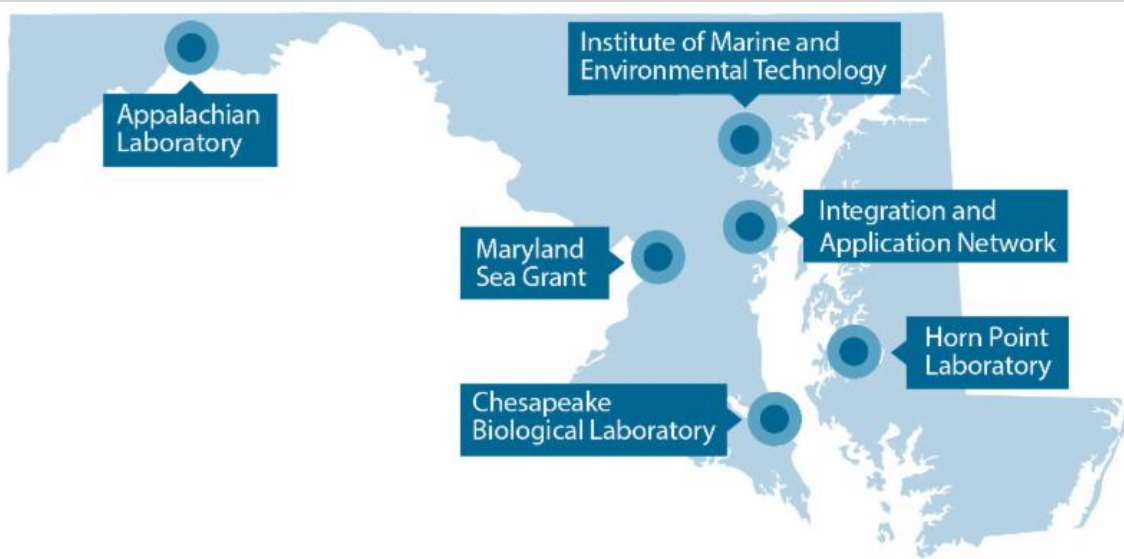 Institute of Marine and
Environmental Technology
Appalachian
Laboratory
Integration and
Application Network
Maryland
Sea Grant
Horn Point
Laboratory
Chesapeake
Biological Laboratory